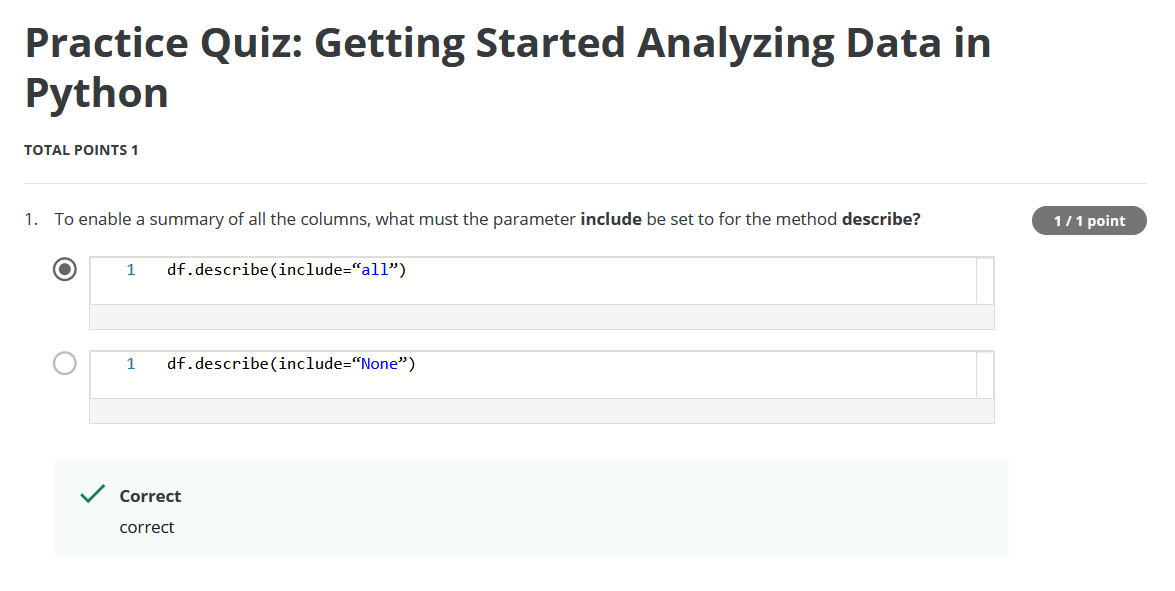 Practice Quiz: Getting Started Analyzing Data in
Python
TOTAL POINTS 1
1. To enable a summary of all the columns, what must the parameter include be set to for the method describe?
1 / 1 point
1 df.describe(include=“all”)
1 df.describe(include=“None”)
Correct
correct